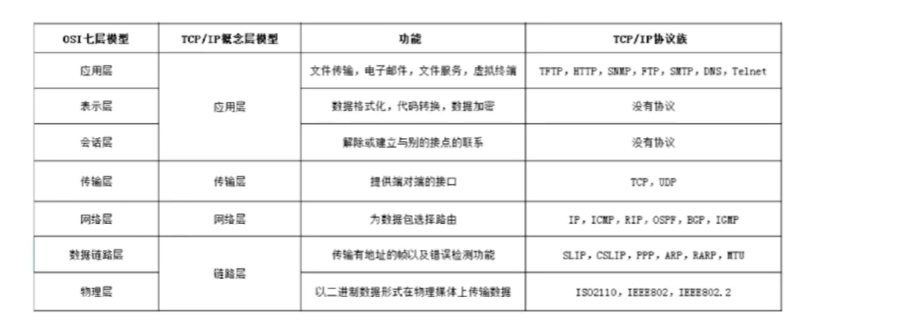 OSI七层模型 TCP/IP概念层模型 功能 TCP/IP协议族
应用层 文件传输，电子邮件，文件服务，虚拟终端 TFTP，HTTP，SNMP，FTP，SMTP，DNS，Telnet
表示层 应用层 数据格式化，代码转换，数据加密 没有协议
会话层 解除或建立与别的接点的联系 没有协议
传输层 传输层 提供端对端的接口 TCP，UDP
网络层 网络层 为数据包选择路由 IP，ICMP，RIP，OSPF，BGP，IGMP
数据链路层 传输有地址的帧以及错误检测功能 SLIP，CSLIP，PPP，ARP，RARP，MTU
链路层
物理层 以二进制数据形式在物理媒体上传输数据 ISO2110，IEEE802，IEEE802.2